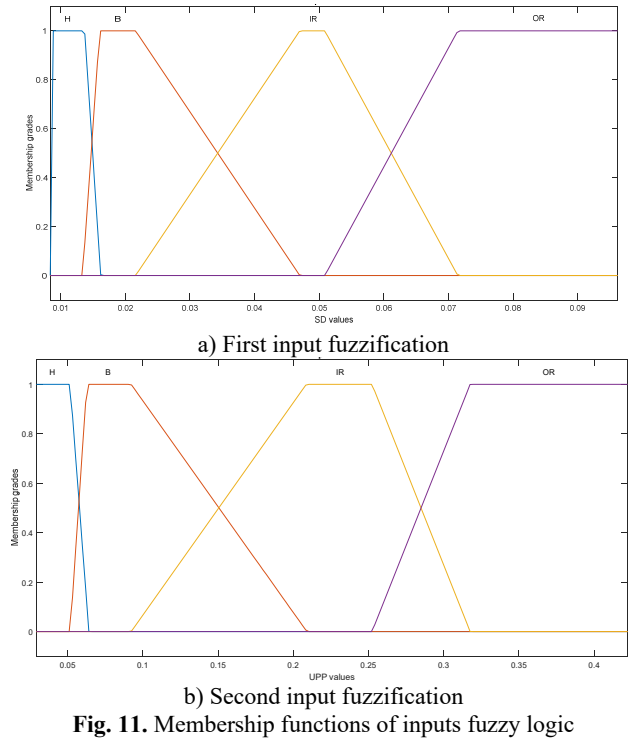 H B IR OR
1
0.8
0.6
0.4
0.2
0
Membership grades
0.01 0.02 0.03 0.04 0.05 0.06 0.07 0.08 0.09
SD values
a) First input fuzzification
H B IR OR
1
0.8
0.6
0.4
0.2
0
Membership grades
0.05 0.1 0.15 0.2 0.25 0.3 0.35 0.4
UPP values
b) Second input fuzzification
Fig. 11. Membership functions of inputs fuzzy logic